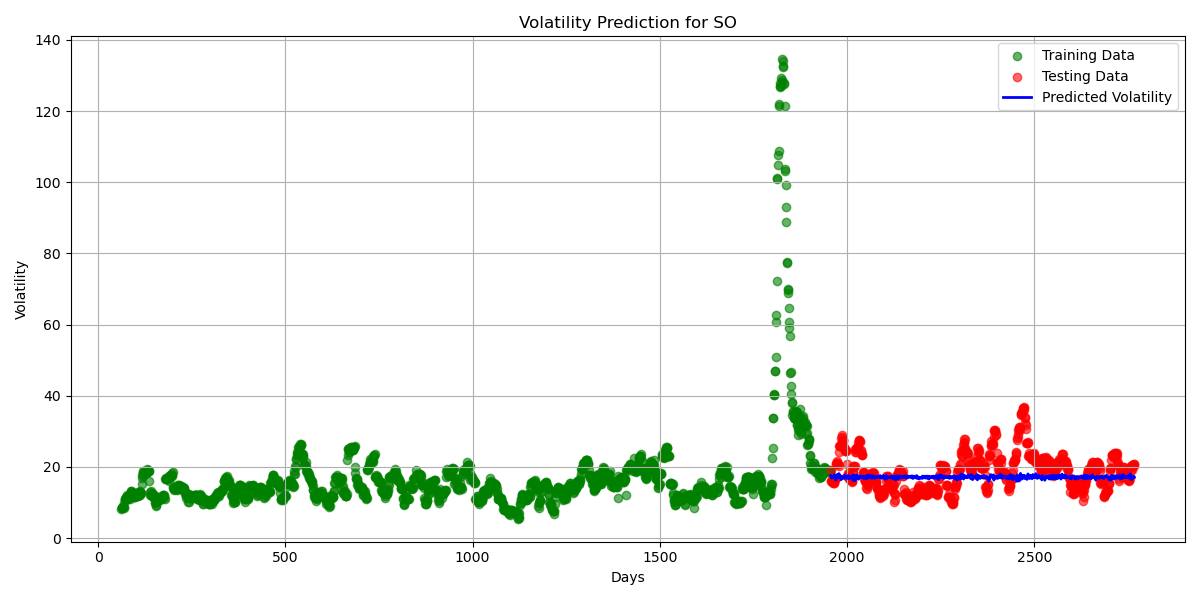 Volatility Prediction for SO
Training Data
Testing Data
Predicted Volatility
Volatility
140
120
100
80
60
40
20
0
0 500 1000 1500 2000 2500
Days